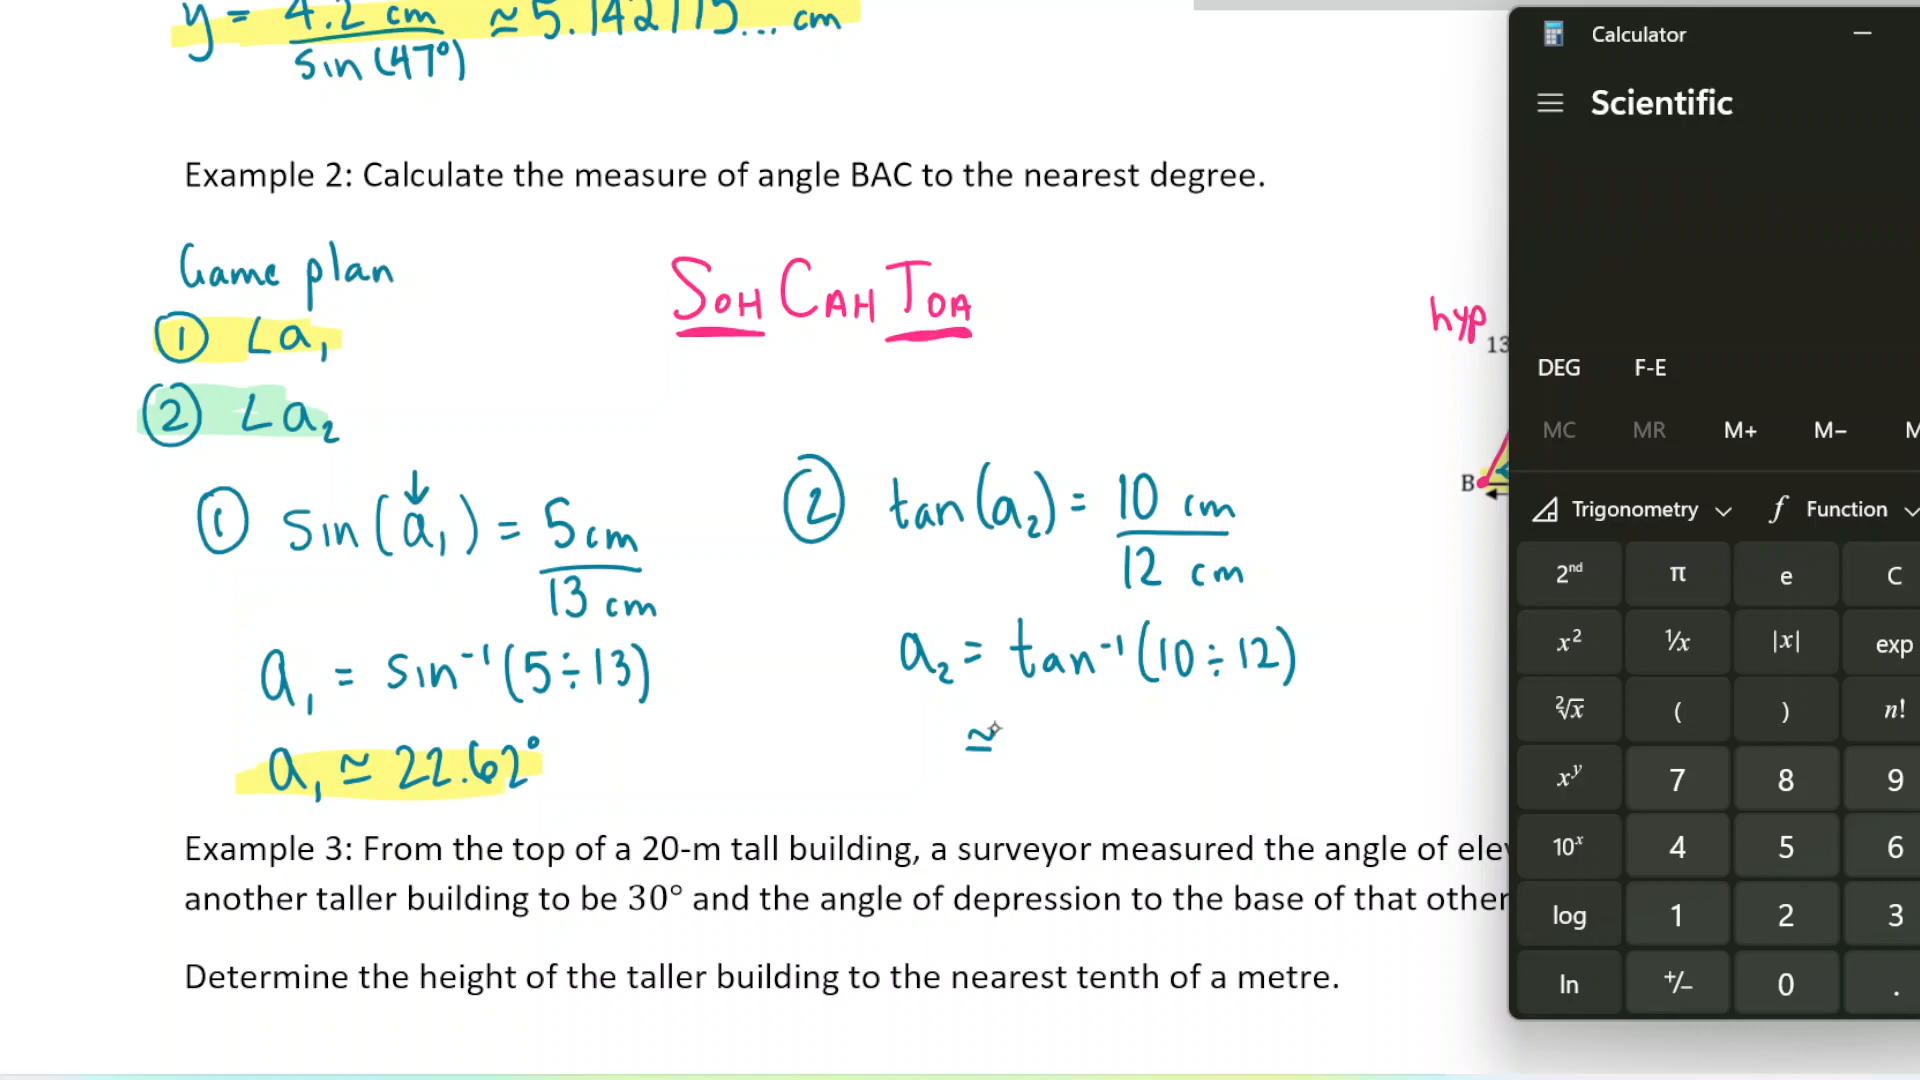 y = 4.2 cm / sin (47°) ≃ 5.142115... cm
Example 2: Calculate the measure of angle BAC to the nearest degree.
Game plan
① ∠a₁
② ∠a₂
SOH CAH TOA
hyp
13
B
① sin (a₁) = 5 cm / 13 cm
a₁ = sin⁻¹ (5 ÷ 13)
a₁ ≃ 22.62°
② tan (a₂) = 10 cm / 12 cm
a₂ = tan⁻¹ (10 ÷ 12)
≃
Example 3: From the top of a 20-m tall building, a surveyor measured the angle of ele
another taller building to be 30° and the angle of depression to the base of that other
Determine the height of the taller building to the nearest tenth of a metre.
Calculator
Scientific
DEG F-E
MC MR M+ M− M
Trigonometry f Function
2ⁿᵈ π e C
x² ¹/x |x| exp
²√x ( ) n!
xʸ 7 8 9
10ˣ 4 5 6
log 1 2 3
ln +/− 0 .